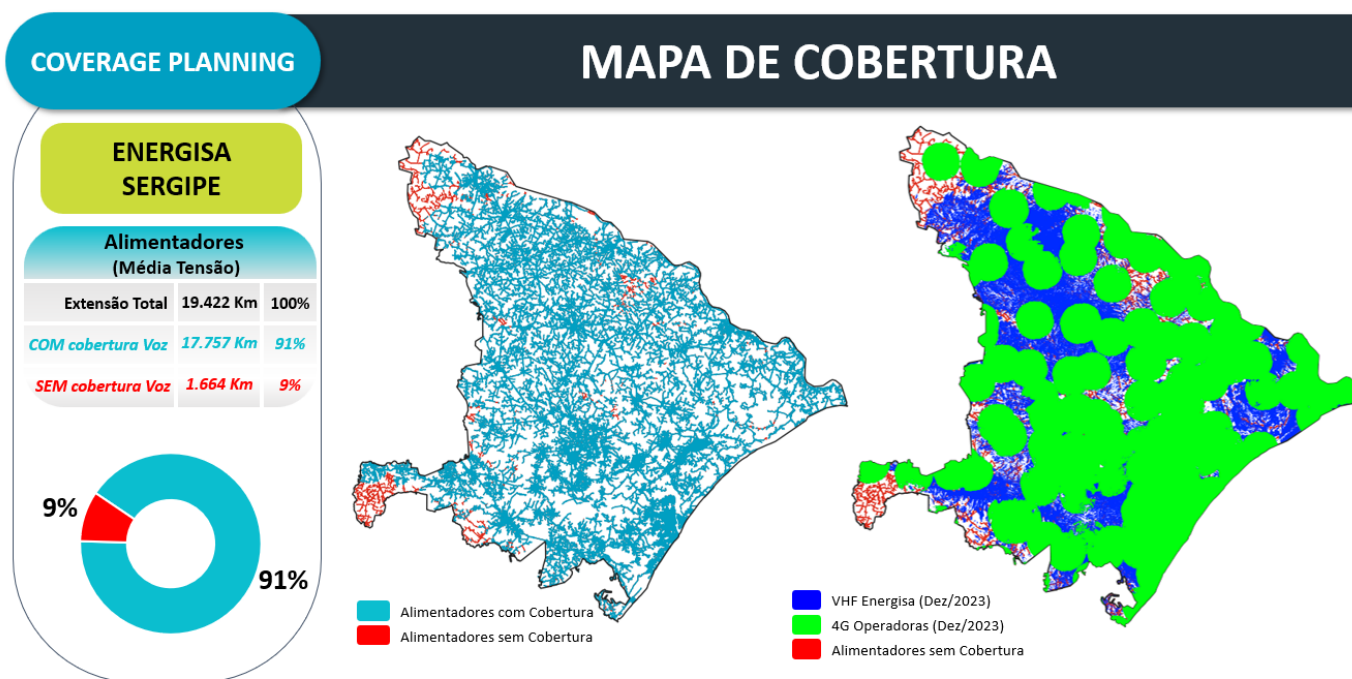 COVERAGE PLANNING
MAPA DE COBERTURA
ENERGISA
SERGIPE
Alimentadores
(Média Tensão)
Extensão Total 19.422 Km 100%
COM cobertura Voz 17.757 Km 91%
SEM cobertura Voz 1.664 Km 9%
9%
91%
Alimentadores com Cobertura
Alimentadores sem Cobertura
VHF Energisa (Dez/2023)
4G Operadoras (Dez/2023)
Alimentadores sem Cobertura